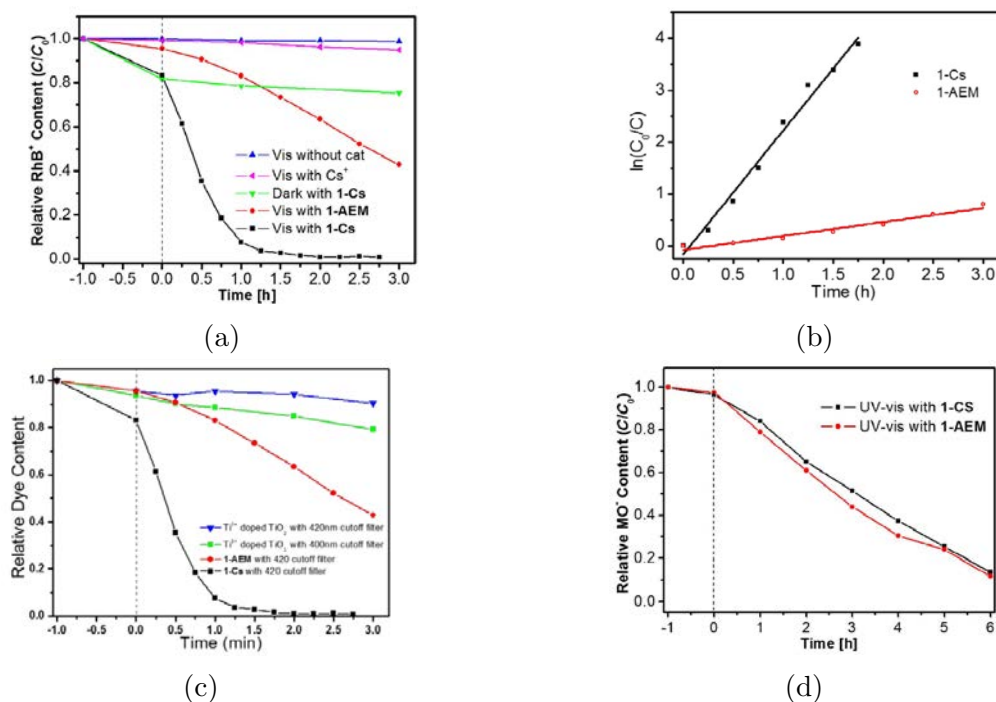 Relative RhB⁺ Content (C/C₀)
1.0
0.8
0.6
0.4
0.2
0.0
Vis without cat
Vis with Cs⁺
Dark with 1-Cs
Vis with 1-AEM
Vis with 1-Cs
-1.0 -0.5 0.0 0.5 1.0 1.5 2.0 2.5 3.0
Time [h]
(a)
ln(C₀/C)
4
3
2
1
0
1-Cs
1-AEM
0.0 0.5 1.0 1.5 2.0 2.5 3.0
Time (h)
(b)
Relative Dye Content
1.0
0.8
0.6
0.4
0.2
0.0
Ti³⁺ doped TiO₂ with 420nm cutoff filter
Ti³⁺ doped TiO₂ with 400nm cutoff filter
1-AEM with 420 cutoff filter
1-Cs with 420 cutoff filter
-1.0 -0.5 0.0 0.5 1.0 1.5 2.0 2.5 3.0
Time (min)
(c)
Relative MO⁻ Content (C/C₀)
1.0
0.8
0.6
0.4
0.2
0.0
UV-vis with 1-CS
UV-vis with 1-AEM
-1 0 1 2 3 4 5 6
Time [h]
(d)